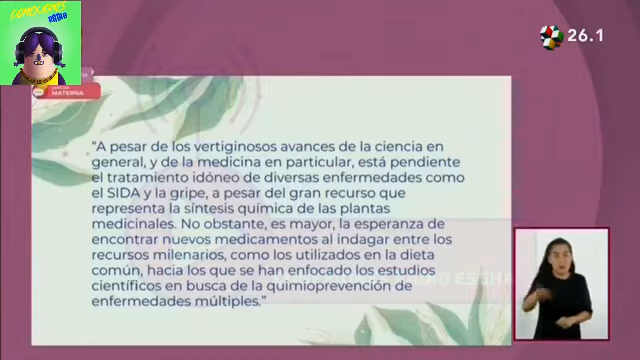 CONEXIONES
26.1
MATERNA
"A pesar de los vertiginosos avances de la ciencia en
general, y de la medicina en particular, está pendiente
el tratamiento idóneo de diversas enfermedades como
el SIDA y la gripe, a pesar del gran recurso que
representa la síntesis química de las plantas
medicinales. No obstante, es mayor, la esperanza de
encontrar nuevos medicamentos al indagar entre los
recursos milenarios, como los utilizados en la dieta
común, hacia los que se han enfocado los estudios
científicos en busca de la quimioprevención de
enfermedades múltiples."